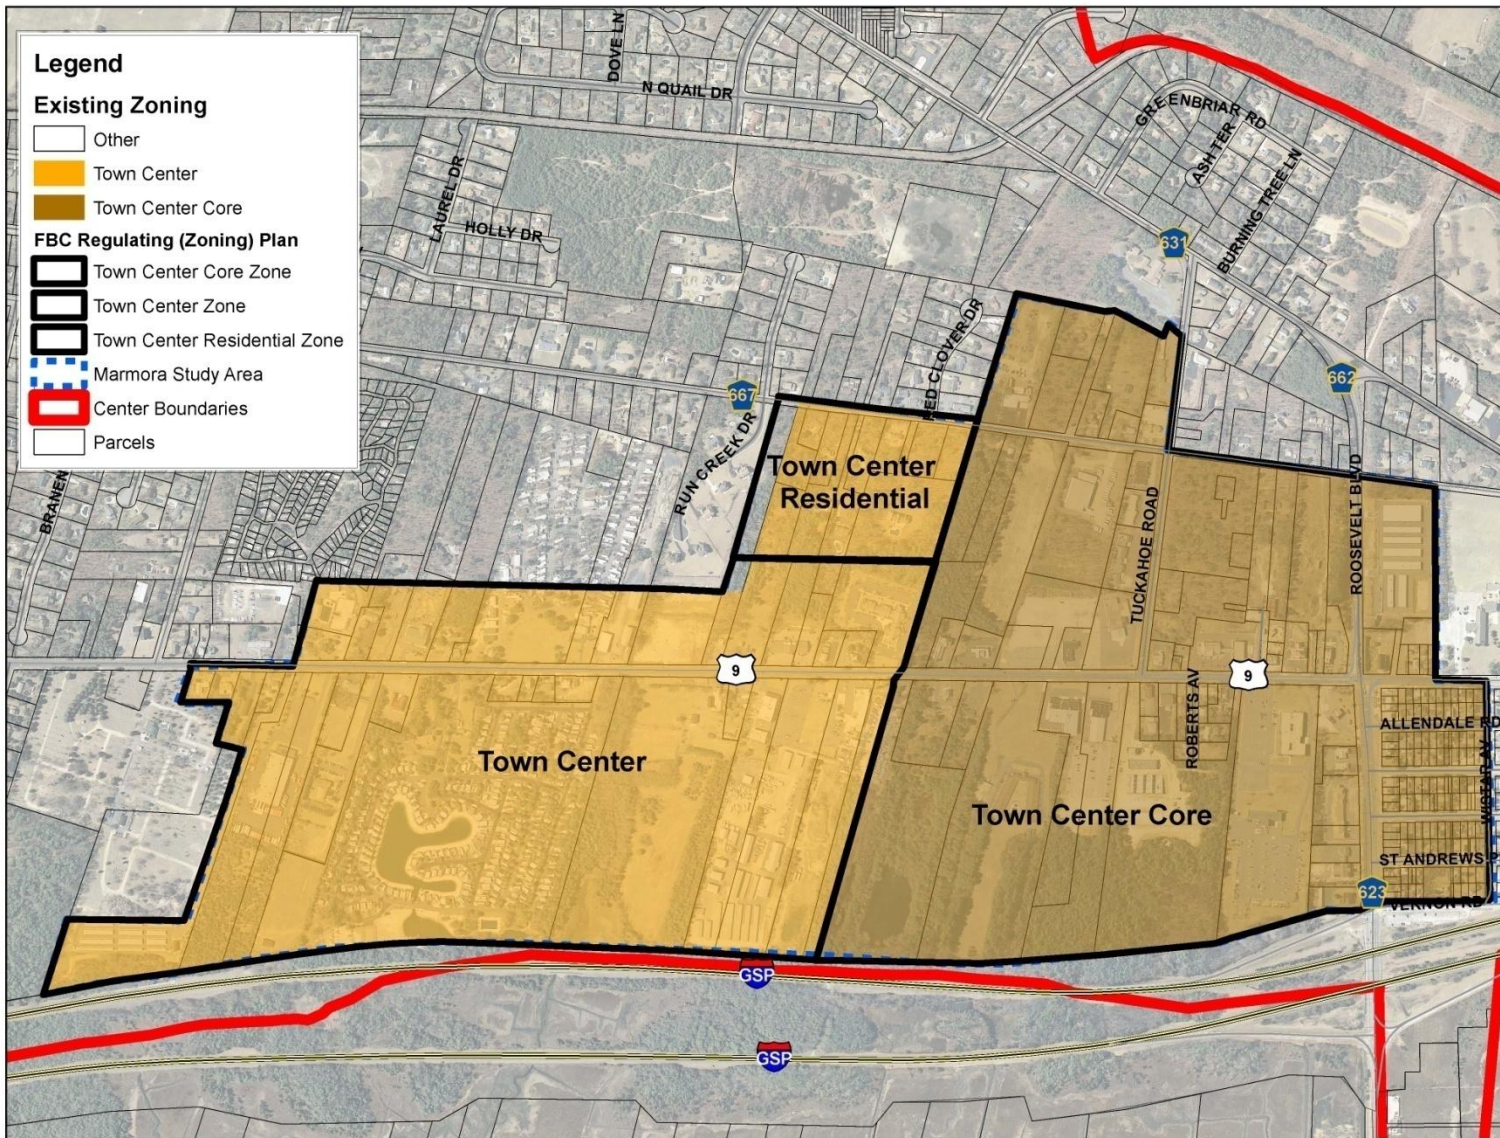 Legend
Existing Zoning
Other
Town Center
Town Center Core
FBC Regulating (Zoning) Plan
Town Center Core Zone
Town Center Zone
Town Center Residential Zone
Marmora Study Area
Center Boundaries
Parcels
DOVE LN
N QUAIL DR
GREENBRIAR RD
ASH TER
BURNING TREE LN
LAUREL DR
HOLLY DR
631
RED CLOVER DR
662
667
RUN CREEK DR
BRANEN
Town Center
Residential
TUCKAHOE ROAD
ROOSEVELT BLVD
9
9
ROBERTS AV
ALLENDALE RD
WISTAR AV
Town Center
Town Center Core
ST ANDREWS
623
VERNON RD
GSP
GSP